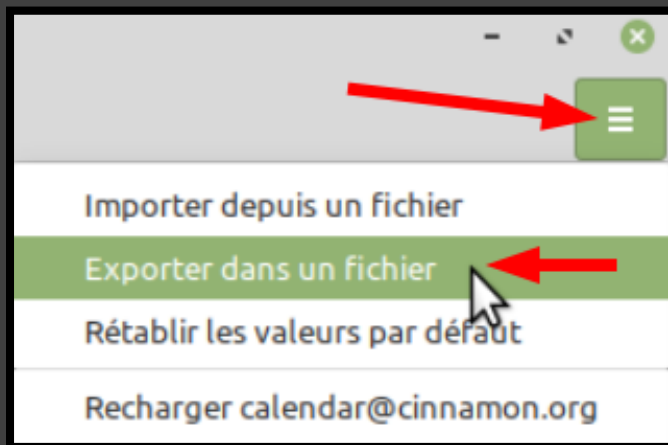 Importer depuis un fichier
Exporter dans un fichier
Rétablir les valeurs par défaut
Recharger calendar@cinnamon.org